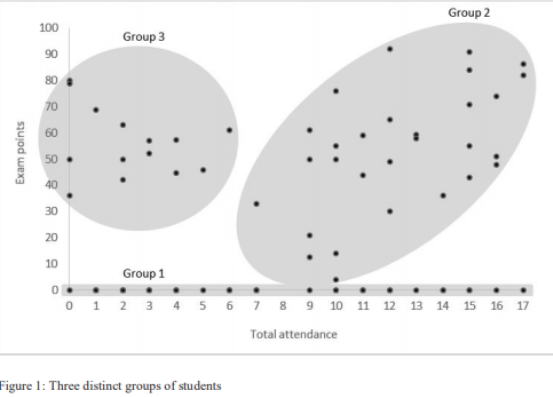 Group 2
100
Group 3
90
80
70
60
50
40
30
20
10
0
Exam points
Group 1
0 1 2 3 4 5 6 7 8 9 10 11 12 13 14 15 16 17
Total attendance
Figure 1: Three distinct groups of students